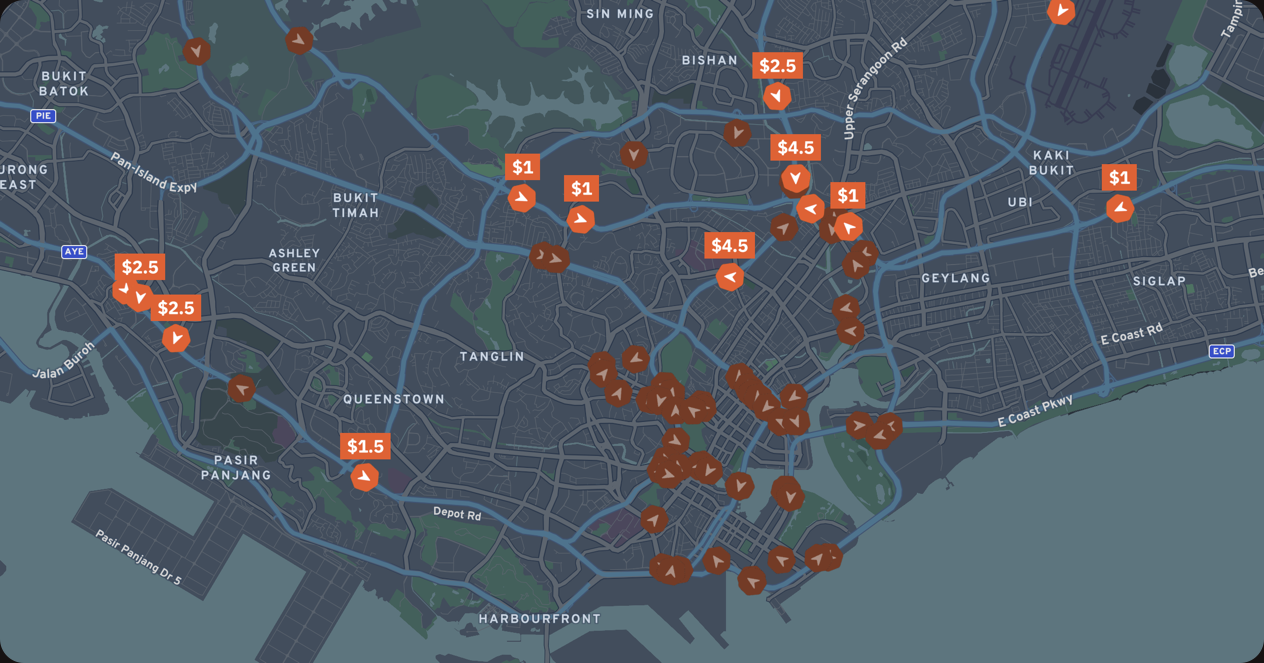 SIN MING
BISHAN
$2.5
Upper Serangoon Rd
BUKIT
BATOK
PIE
$4.5
KAKI
BUKIT
$1
$1
$1
$1
Pan-Island Expy
EAST
BUKIT
TIMAH
UBI
AYE
$4.5
ASHLEY
GREEN
$2.5
$2.5
GEYLANG
SIGLAP
E Coast Rd
ECP
Jalan Buroh
TANGLIN
QUEENSTOWN
E Coast Pkwy
$1.5
PASIR
PANJANG
Depot Rd
Pasir Panjang Dr 5
HARBOURFRONT